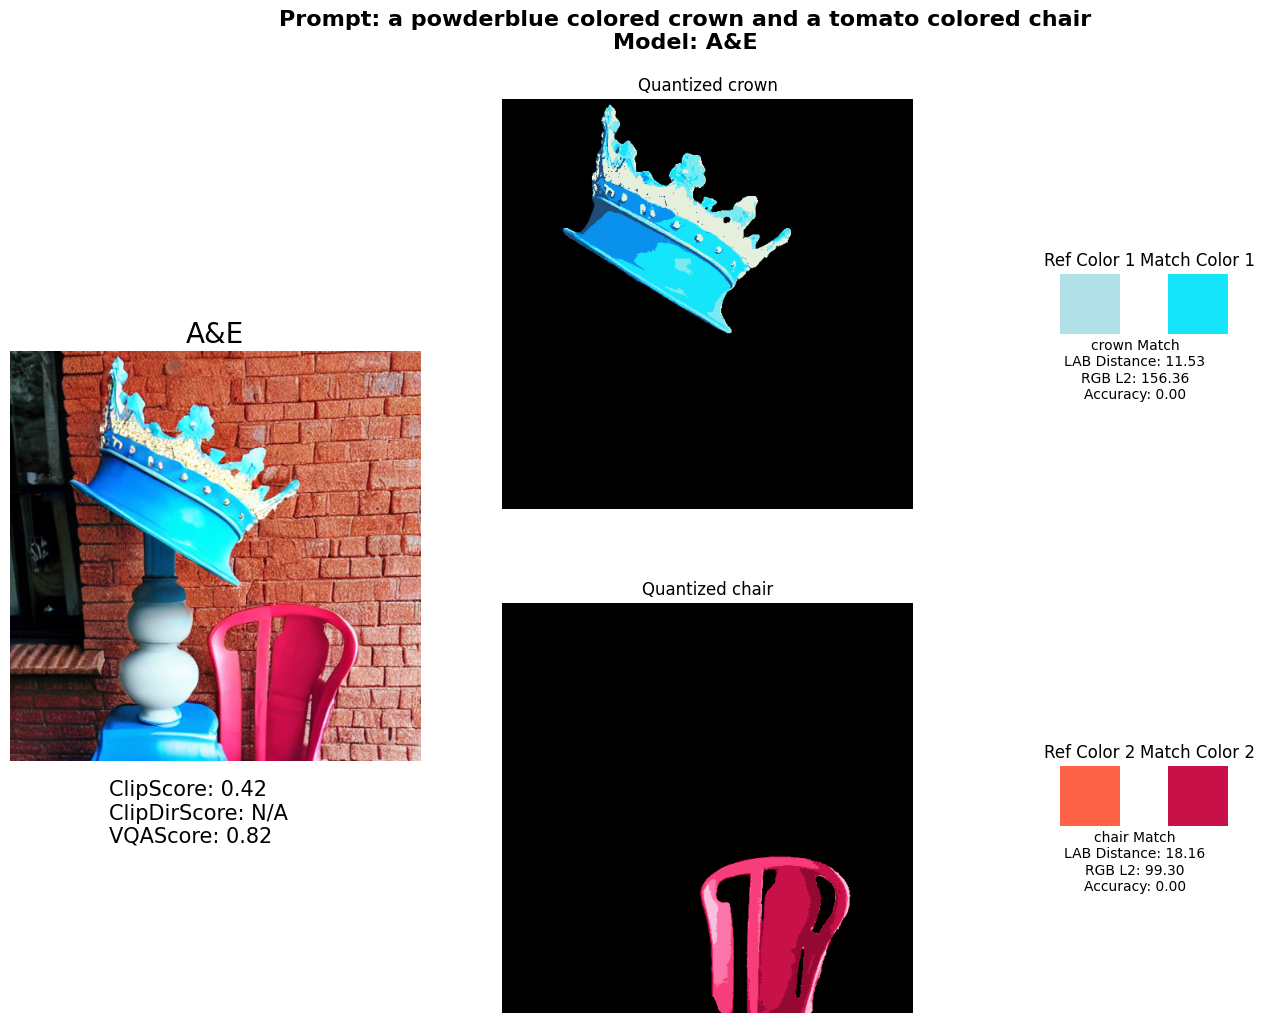 Prompt: a powderblue colored crown and a tomato colored chair
Model: A&E
Quantized crown
Ref Color 1 Match Color 1
crown Match
LAB Distance: 11.53
RGB L2: 156.36
Accuracy: 0.00
A&E
ClipScore: 0.42
ClipDirScore: N/A
VQAScore: 0.82
Quantized chair
Ref Color 2 Match Color 2
chair Match
LAB Distance: 18.16
RGB L2: 99.30
Accuracy: 0.00